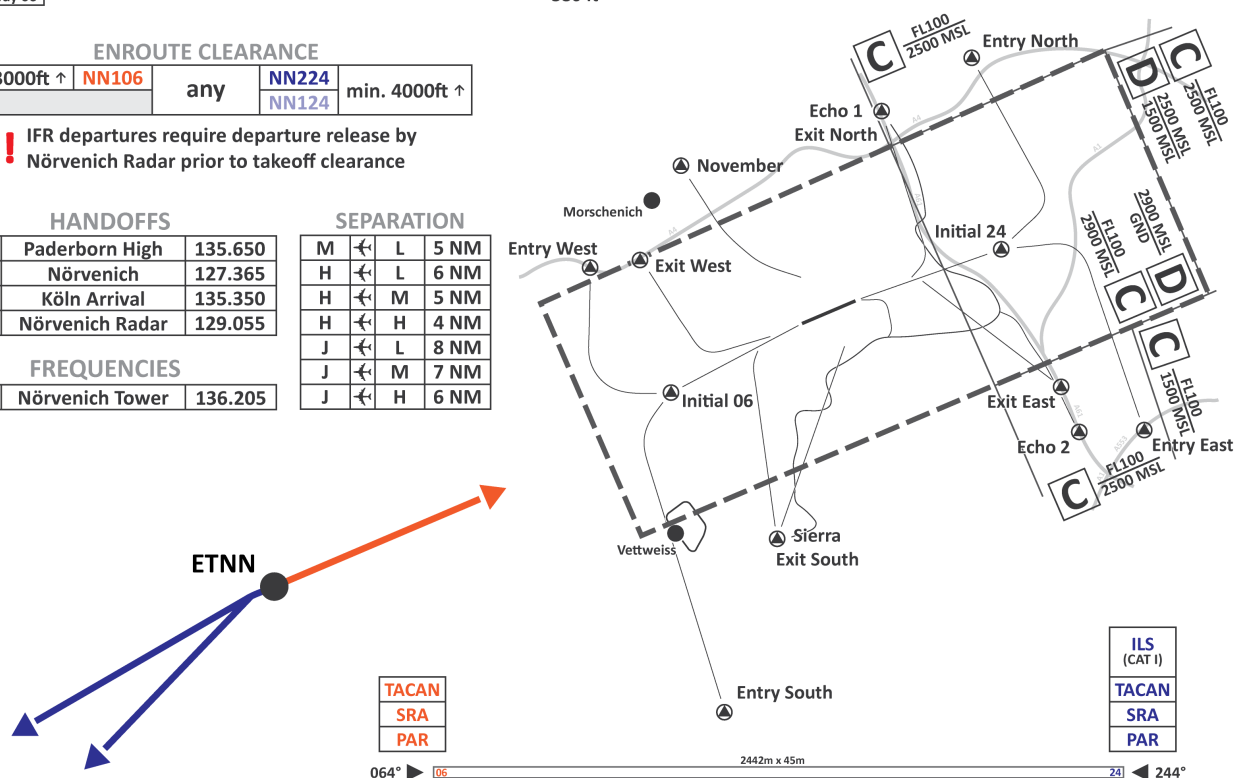 ENROUTE CLEARANCE
3000ft ↑ NN106 any NN224 min. 4000ft ↑
NN124
! IFR departures require departure release by
Nörvenich Radar prior to takeoff clearance
HANDOFFS
Paderborn High 135.650
Nörvenich 127.365
Köln Arrival 135.350
Nörvenich Radar 129.055
FREQUENCIES
Nörvenich Tower 136.205
SEPARATION
M L 5 NM
H L 6 NM
H M 5 NM
H H 4 NM
J L 8 NM
J M 7 NM
J H 6 NM
C
FL100
2500 MSL
Entry North
D
2500 MSL
1500 MSL
C
FL100
2500 MSL
Echo 1
Exit North
A4
A1
November
Morschenich
A4
Entry West
Exit West
Initial 24
2900 MSL
GND
D
FL100
2900 MSL
C
C
FL100
1500 MSL
Initial 06
Exit East
Echo 2
A61
A553
Entry East
C
FL100
2500 MSL
Vettweiss
Sierra
Exit South
Entry South
ETNN
TACAN
SRA
PAR
ILS
(CAT I)
TACAN
SRA
PAR
2442m x 45m
064° 06 24 244°